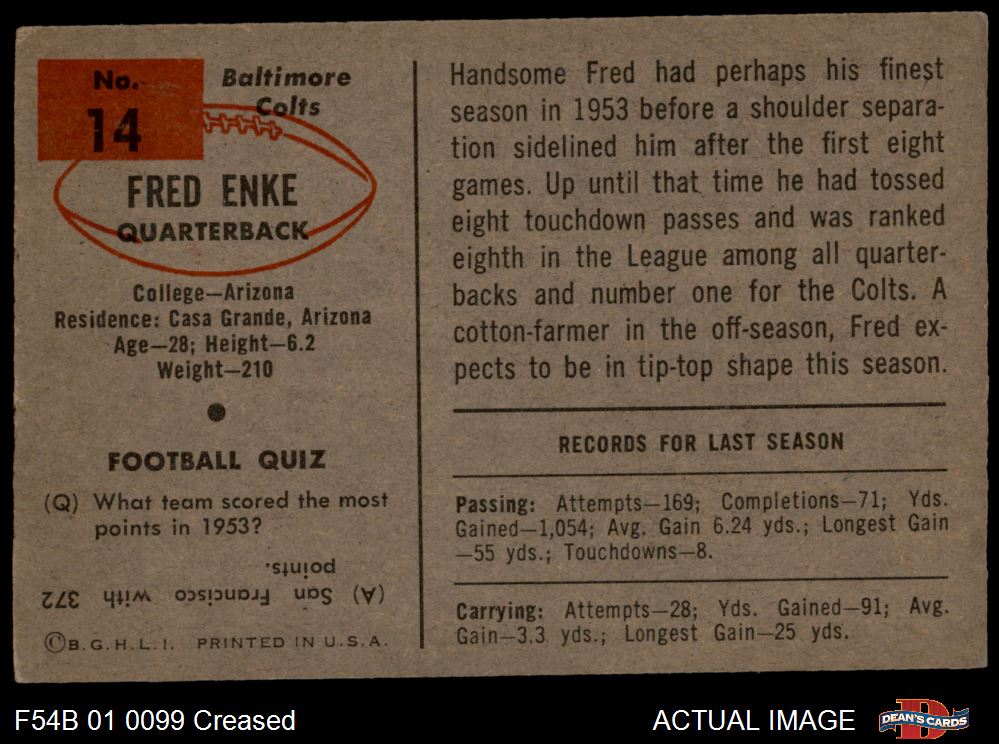 No.
14
Baltimore
Colts
FRED ENKE
QUARTERBACK
College—Arizona
Residence: Casa Grande, Arizona
Age—28; Height—6.2
Weight—210
FOOTBALL QUIZ
(Q) What team scored the most
points in 1953?
(A) San Francisco with 372
points.
©B.G.H.L.I. PRINTED IN U.S.A.
Handsome Fred had perhaps his finest
season in 1953 before a shoulder separa-
tion sidelined him after the first eight
games. Up until that time he had tossed
eight touchdown passes and was ranked
eighth in the League among all quarter-
backs and number one for the Colts. A
cotton-farmer in the off-season, Fred ex-
pects to be in tip-top shape this season.
RECORDS FOR LAST SEASON
Passing: Attempts—169; Completions—71; Yds.
Gained—1,054; Avg. Gain 6.24 yds.; Longest Gain
—55 yds.; Touchdowns—8.
Carrying: Attempts—28; Yds. Gained—91; Avg.
Gain—3.3 yds.; Longest Gain—25 yds.
F54B 01 0099 Creased
ACTUAL IMAGE
D
DEAN'S CARDS